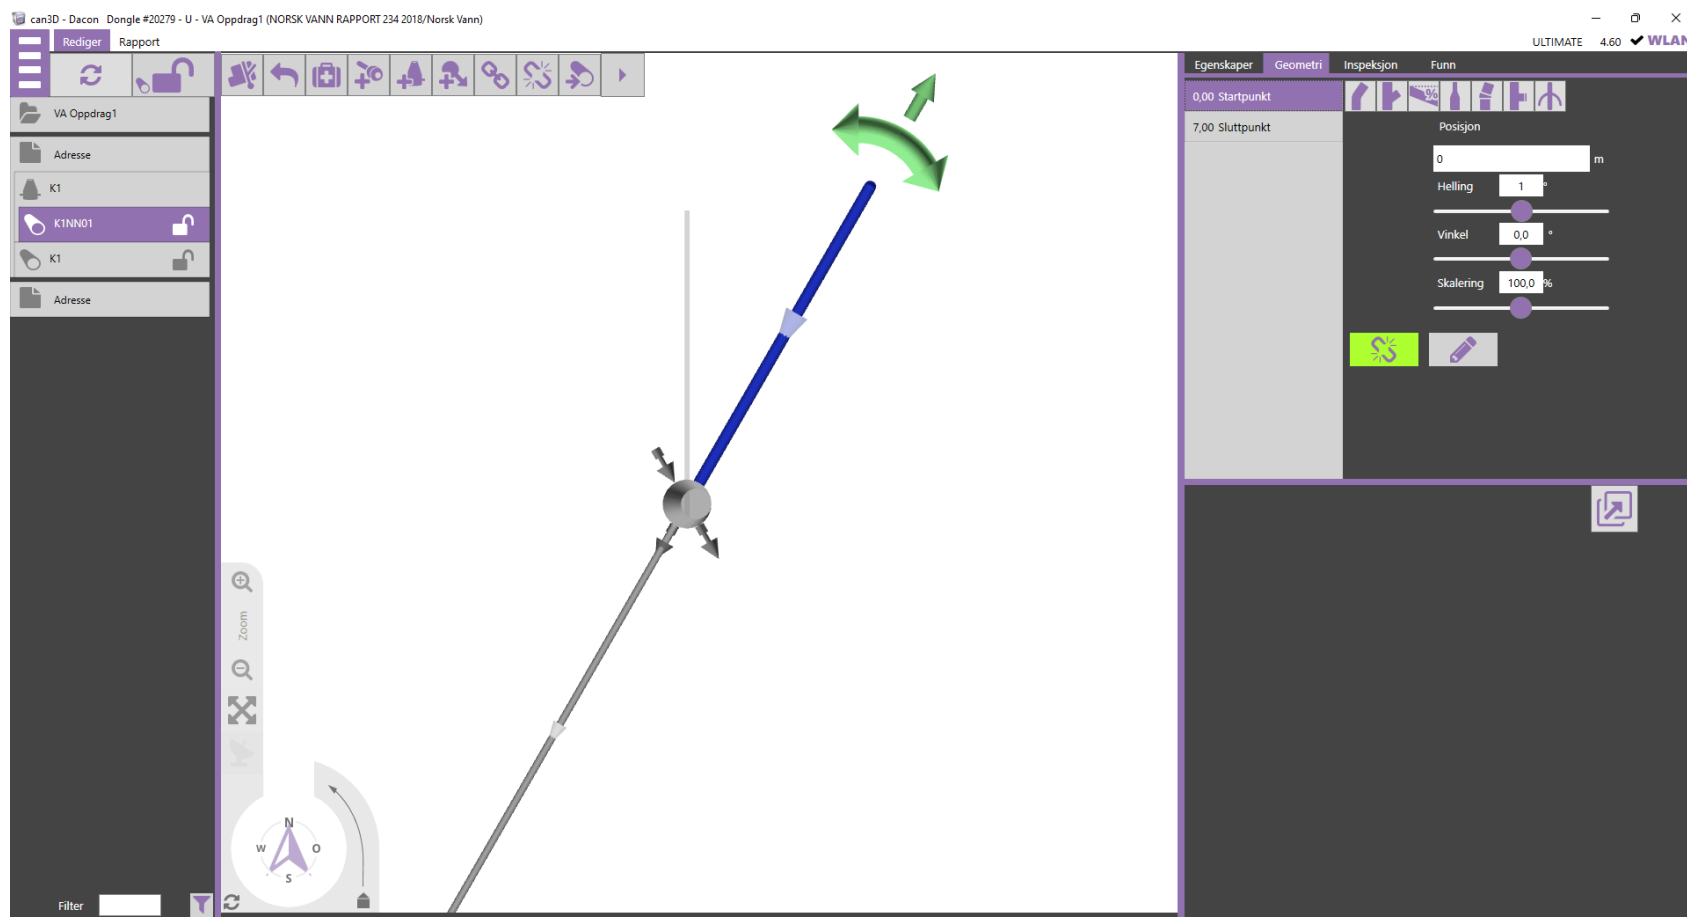 can3D - Dacon   Dongle #20279 - U - VA Oppdrag1 (NORSK VANN RAPPORT 234 2018/Norsk Vann)
Rediger   Rapport
ULTIMATE   4.60   WLAN
VA Oppdrag1
Adresse
K1
K1NN01
K1
Adresse
Filter
Zoom
N
W   O
S
Egenskaper   Geometri   Inspeksjon   Funn
0,00 Startpunkt
7,00 Sluttpunkt
%
Posisjon
0   m
Helling   1   °
Vinkel   0,0   °
Skalering   100,0   %